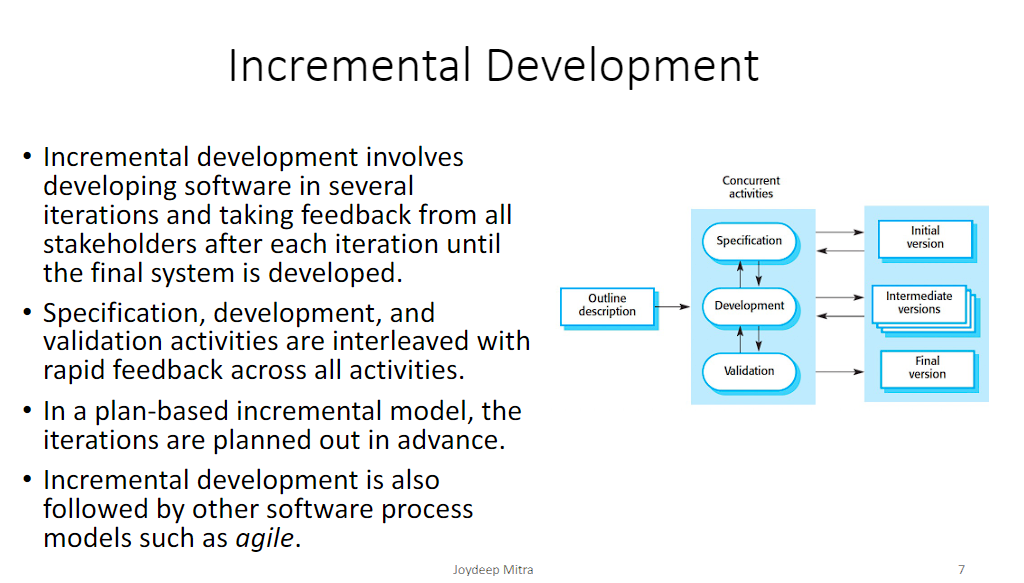 Incremental Development
• Incremental development involves
developing software in several
iterations and taking feedback from all
stakeholders after each iteration until
the final system is developed.
• Specification, development, and
validation activities are interleaved with
rapid feedback across all activities.
• In a plan-based incremental model, the
iterations are planned out in advance.
• Incremental development is also
followed by other software process
models such as agile.
Concurrent
activities
Outline
description
Specification
Development
Validation
Initial
version
Intermediate
versions
Final
version
Joydeep Mitra
7